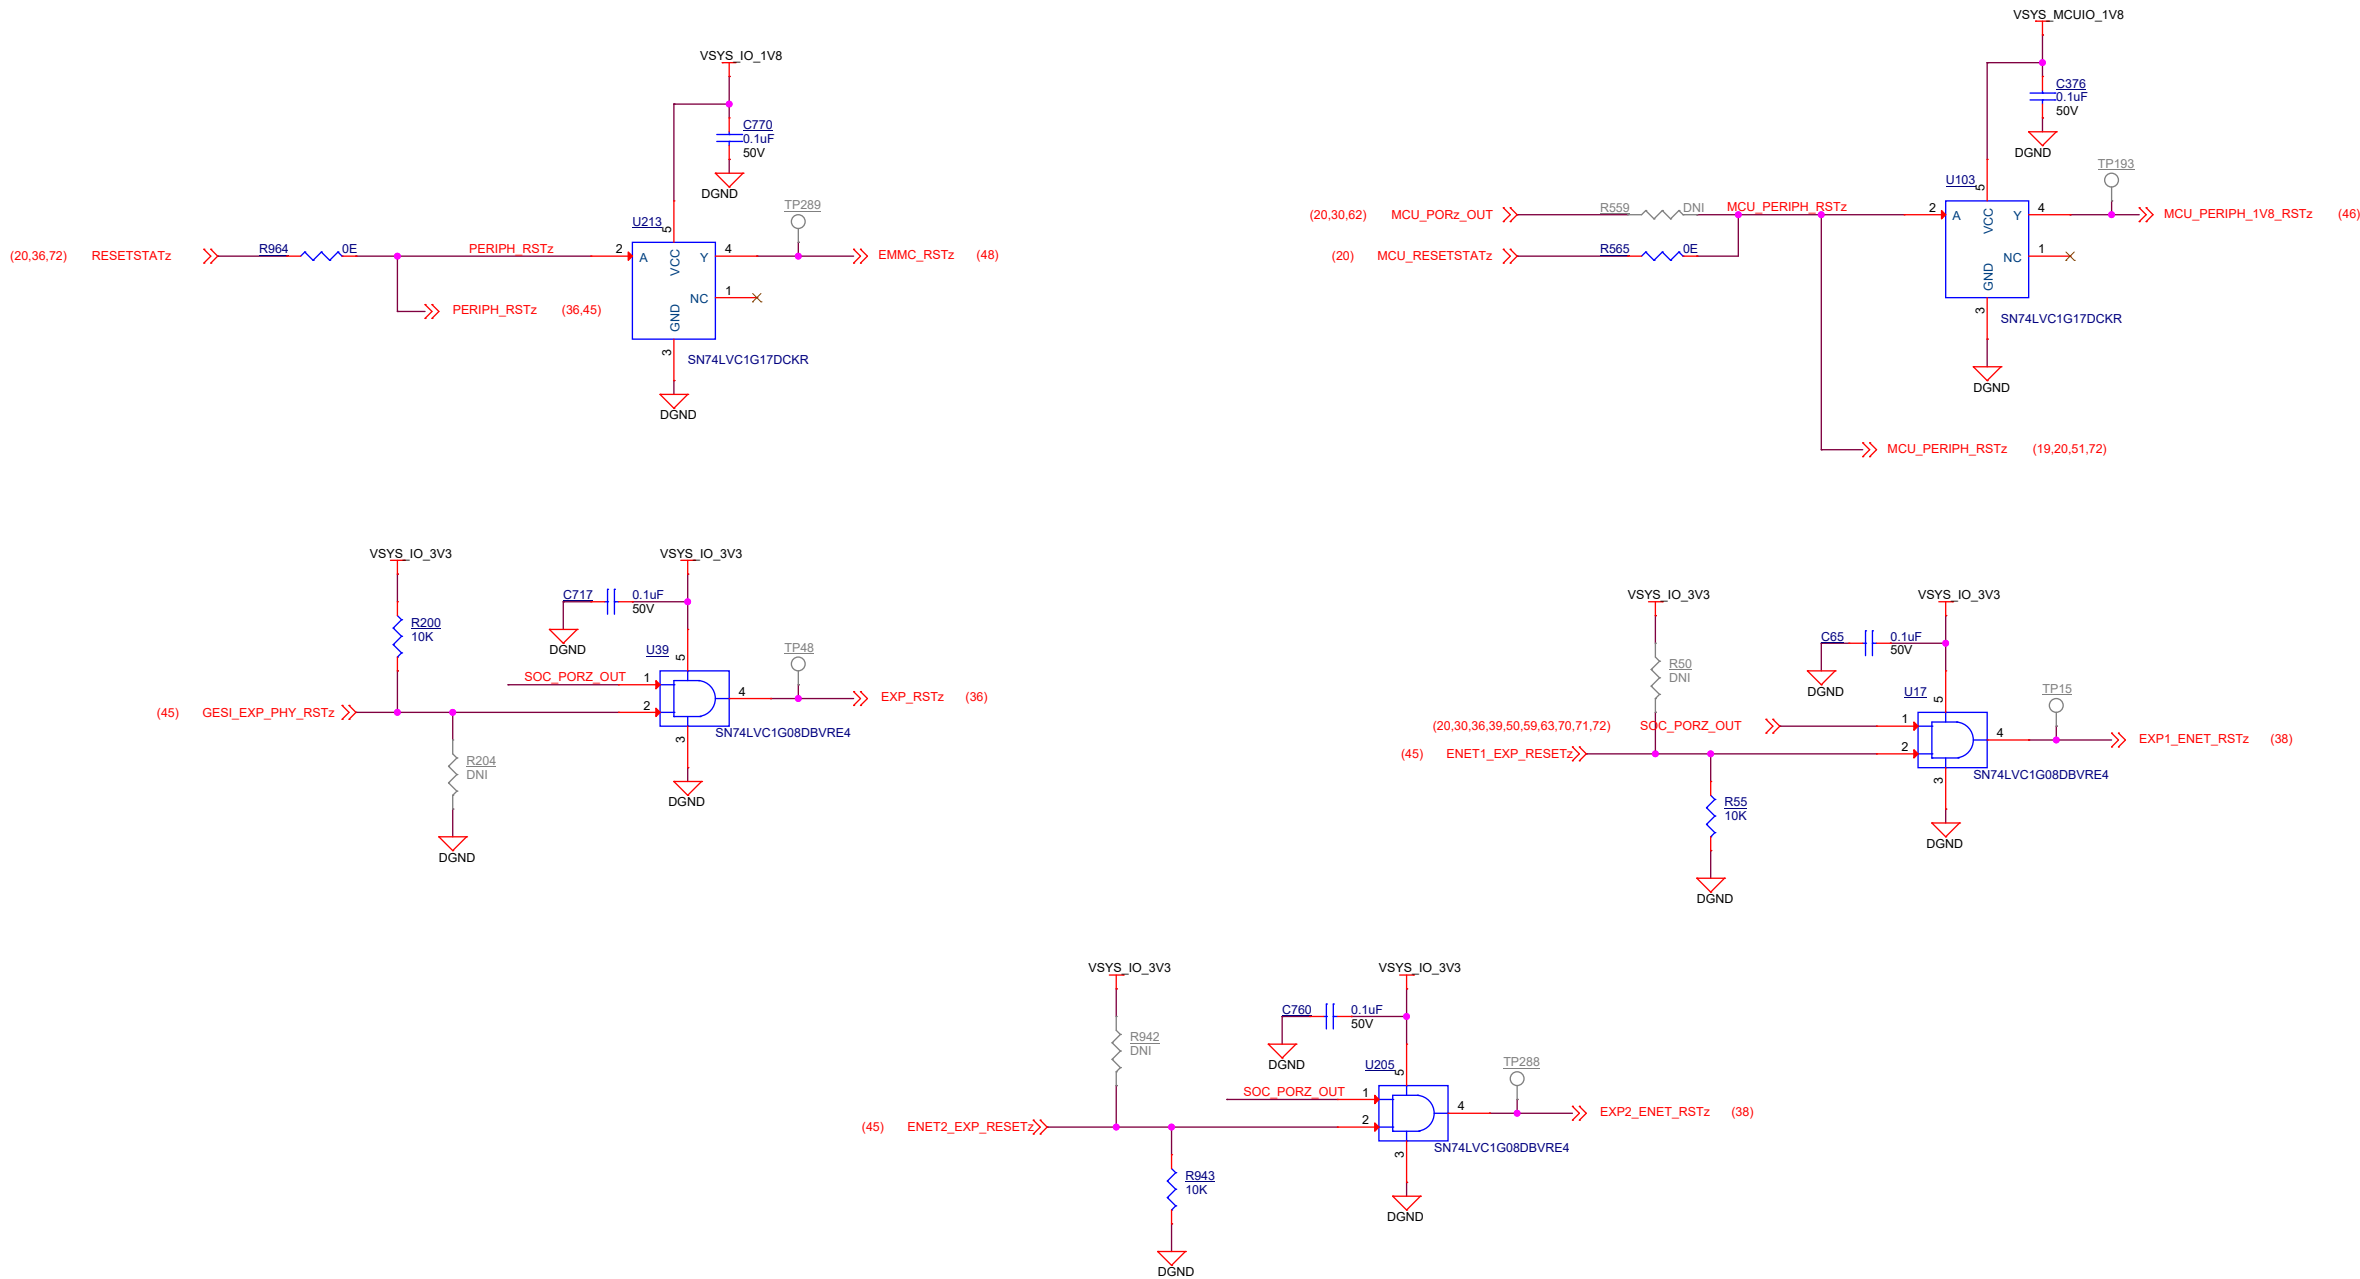 VSYS_IO_1V8
C770
0.1uF
50V
DGND
TP289
U213
5
(20,36,72) RESETSTATz
R964 0E
PERIPH_RSTz
2 A VCC Y 4
EMMC_RSTz (48)
NC 1
GND
3
PERIPH_RSTz (36,45)
SN74LVC1G17DCKR
DGND
VSYS_MCUIO_1V8
C376
0.1uF
50V
DGND
TP193
U103
5
(20,30,62) MCU_PORz_OUT
R559 DNI
MCU_PERIPH_RSTz
2 A VCC Y 4
MCU_PERIPH_1V8_RSTz (46)
(20) MCU_RESETSTATz
R565 0E
NC 1
GND
3
SN74LVC1G17DCKR
DGND
MCU_PERIPH_RSTz (19,20,51,72)
VSYS_IO_3V3
VSYS_IO_3V3
C717 0.1uF
50V
R200
10K
DGND
U39
5
TP48
SOC_PORZ_OUT 1
4 EXP_RSTz (36)
(45) GESI_EXP_PHY_RSTz
2
3
SN74LVC1G08DBVRE4
R204
DNI
DGND
DGND
VSYS_IO_3V3
VSYS_IO_3V3
C65 0.1uF
50V
R50
DNI
DGND
U17
5
TP15
(20,30,36,39,50,59,63,70,71,72) SOC_PORZ_OUT
1
4 EXP1_ENET_RSTz (38)
(45) ENET1_EXP_RESETz
2
3
SN74LVC1G08DBVRE4
R55
10K
DGND
DGND
VSYS_IO_3V3
VSYS_IO_3V3
C760 0.1uF
50V
R942
DNI
DGND
U205
5
TP288
SOC_PORZ_OUT 1
4 EXP2_ENET_RSTz (38)
(45) ENET2_EXP_RESETz
2
3
SN74LVC1G08DBVRE4
R943
10K
DGND
DGND